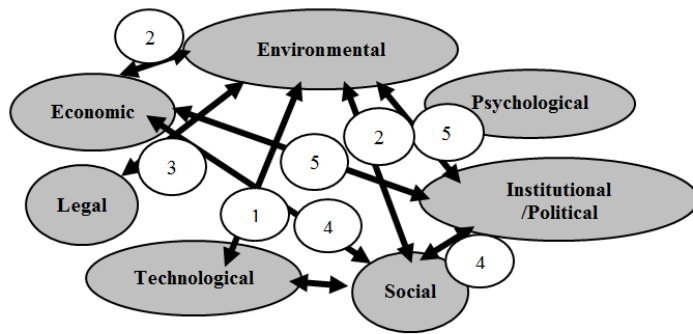 Environmental
2
Economic
Psychological
2
5
5
3
Institutional
/Political
Legal
1
4
Technological
Social
4